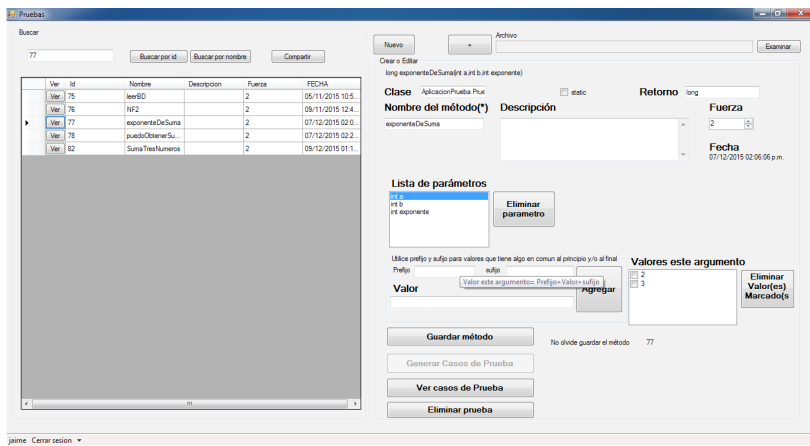 Pruebas
Buscar
77
Buscar por id
Buscar por nombre
Compartir
Ver Id Nombre Descripcion Fuerza FECHA
Ver 75 leerBD 2 05/11/2015 10:5...
Ver 76 NF2 2 09/11/2015 12:4...
Ver 77 exponenteDeSuma 2 07/12/2015 02:0...
Ver 78 puedoObtenerSu... 2 07/12/2015 02:2...
Ver 82 SumaTresNumeros 2 09/12/2015 01:1...
Nuevo
+
Archivo
Examinar
Crear o Editar
long exponenteDeSuma(int a,int b,int exponente)
Clase AplicacionPrueba.Prue
static
Retorno long
Nombre del método(*)
Descripción
Fuerza
exponenteDeSuma
2
Fecha
07/12/2015 02:06:06 p.m.
Lista de parámetros
int a
int b
int exponente
Eliminar
parametro
Utilice prefijo y sufijo para valores que tiene algo en comun al principio y/o al final
Prefijo
sufijo
Valor este argumento= Prefijo+Valor+sufijo
Valor
Agregar
Valores este argumento
2
3
Eliminar
Valor(es)
Marcado(s
Guardar método
No olvide guardar el método 77
Generar Casos de Prueba
Ver casos de Prueba
Eliminar prueba
jaime Cerrar sesion